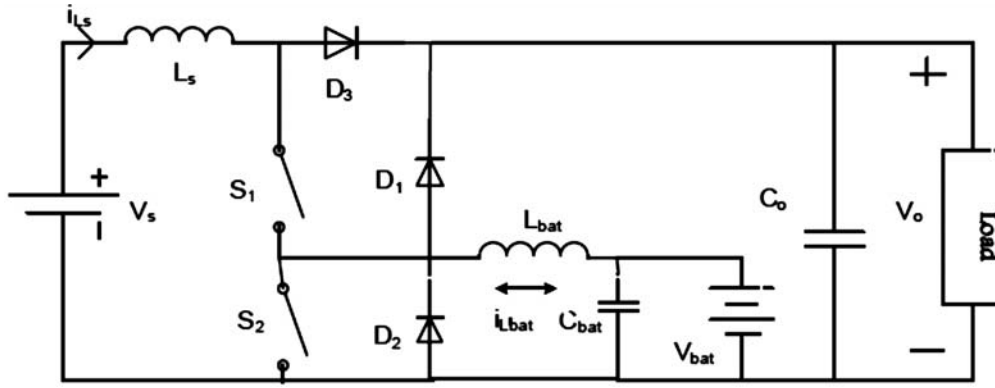 iLs
Ls
D3
+
Vs
S1
D1
Lbat
Co
Vo
Load
S2
D2
iLbat
Cbat
Vbat
+
−